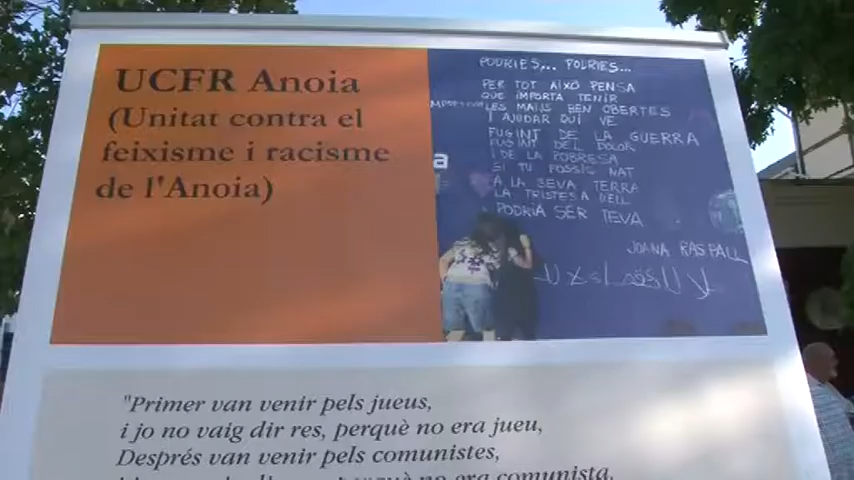 UCFR Anoia
(Unitat contra el
feixisme i racisme
de l'Anoia)
PODRIES... PODRIES...
PER TOT AIXÒ PENSA
QUE IMPORTA TENIR
LES MANS BEN OBERTES
I AJUDAR QUI VE
FUGINT DE LA GUERRA
FUGINT DEL DOLOR
I DE LA POBRESA
SI TU FOSSIS NAT
A LA SEVA TERRA
LA TRISTESA D'ELL
PODRIA SER TEVA
JOANA RASPALL
"Primer van venir pels jueus,
i jo no vaig dir res, perquè no era jueu,
Després van venir pels comunistes,
era comunista,